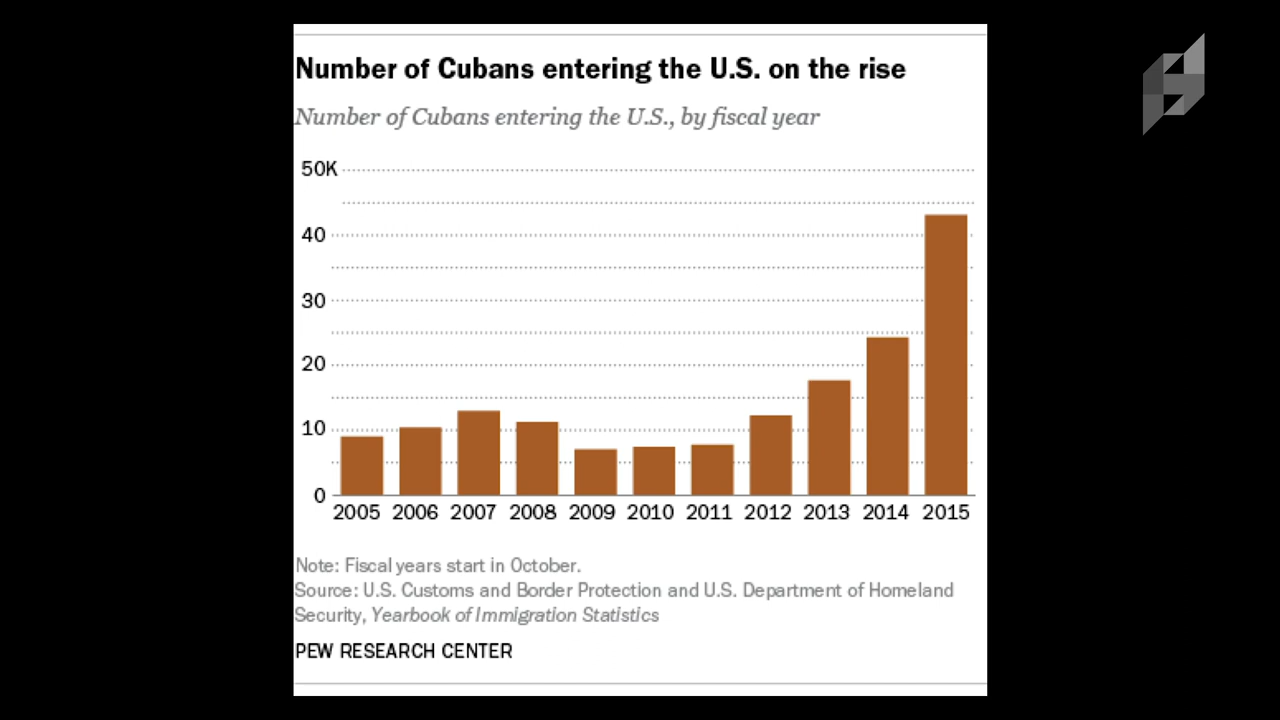 Number of Cubans entering the U.S. on the rise
Number of Cubans entering the U.S., by fiscal year
50K
40
30
20
10
0
2005 2006 2007 2008 2009 2010 2011 2012 2013 2014 2015
Note: Fiscal years start in October.
Source: U.S. Customs and Border Protection and U.S. Department of Homeland
Security, Yearbook of Immigration Statistics
PEW RESEARCH CENTER